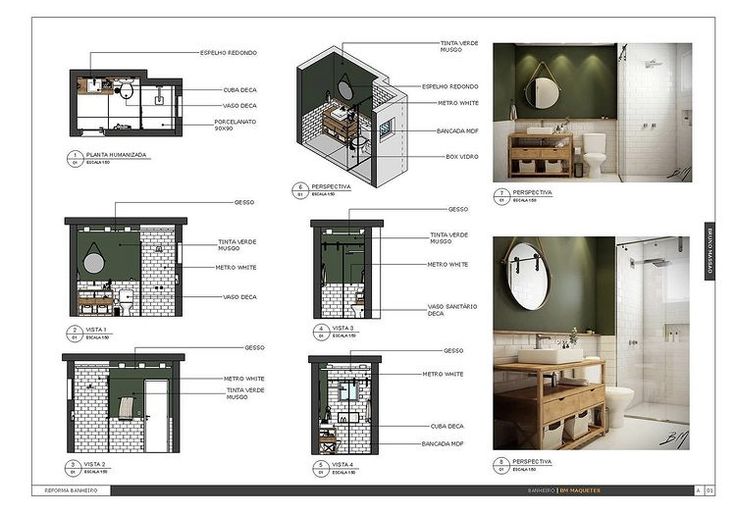 ESPELHO REDONDO
CUBA DECA
VASO DECA
PORCELANATO
90X90
1
01
PLANTA HUMANIZADA
ESCALA 1:50
TINTA VERDE
MUSGO
ESPELHO REDONDO
METRO WHITE
BANCADA MDF
BOX VIDRO
6
01
PERSPECTIVA
ESCALA 1:50
7
01
PERSPECTIVA
ESCALA 1:50
GESSO
TINTA VERDE
MUSGO
METRO WHITE
VASO DECA
2
01
VISTA 1
ESCALA 1:50
GESSO
TINTA VERDE
MUSGO
METRO WHITE
VASO SANITÁRIO
DECA
4
01
VISTA 3
ESCALA 1:50
BRUNO MASSAO
GESSO
METRO WHITE
TINTA VERDE
MUSGO
3
01
VISTA 2
ESCALA 1:50
GESSO
METRO WHITE
CUBA DECA
BANCADA MDF
5
01
VISTA 4
ESCALA 1:50
BM
BM
8
01
PERSPECTIVA
ESCALA 1:50
REFORMA BANHEIRO
BANHEIRO | BM MAQUETER
A
01